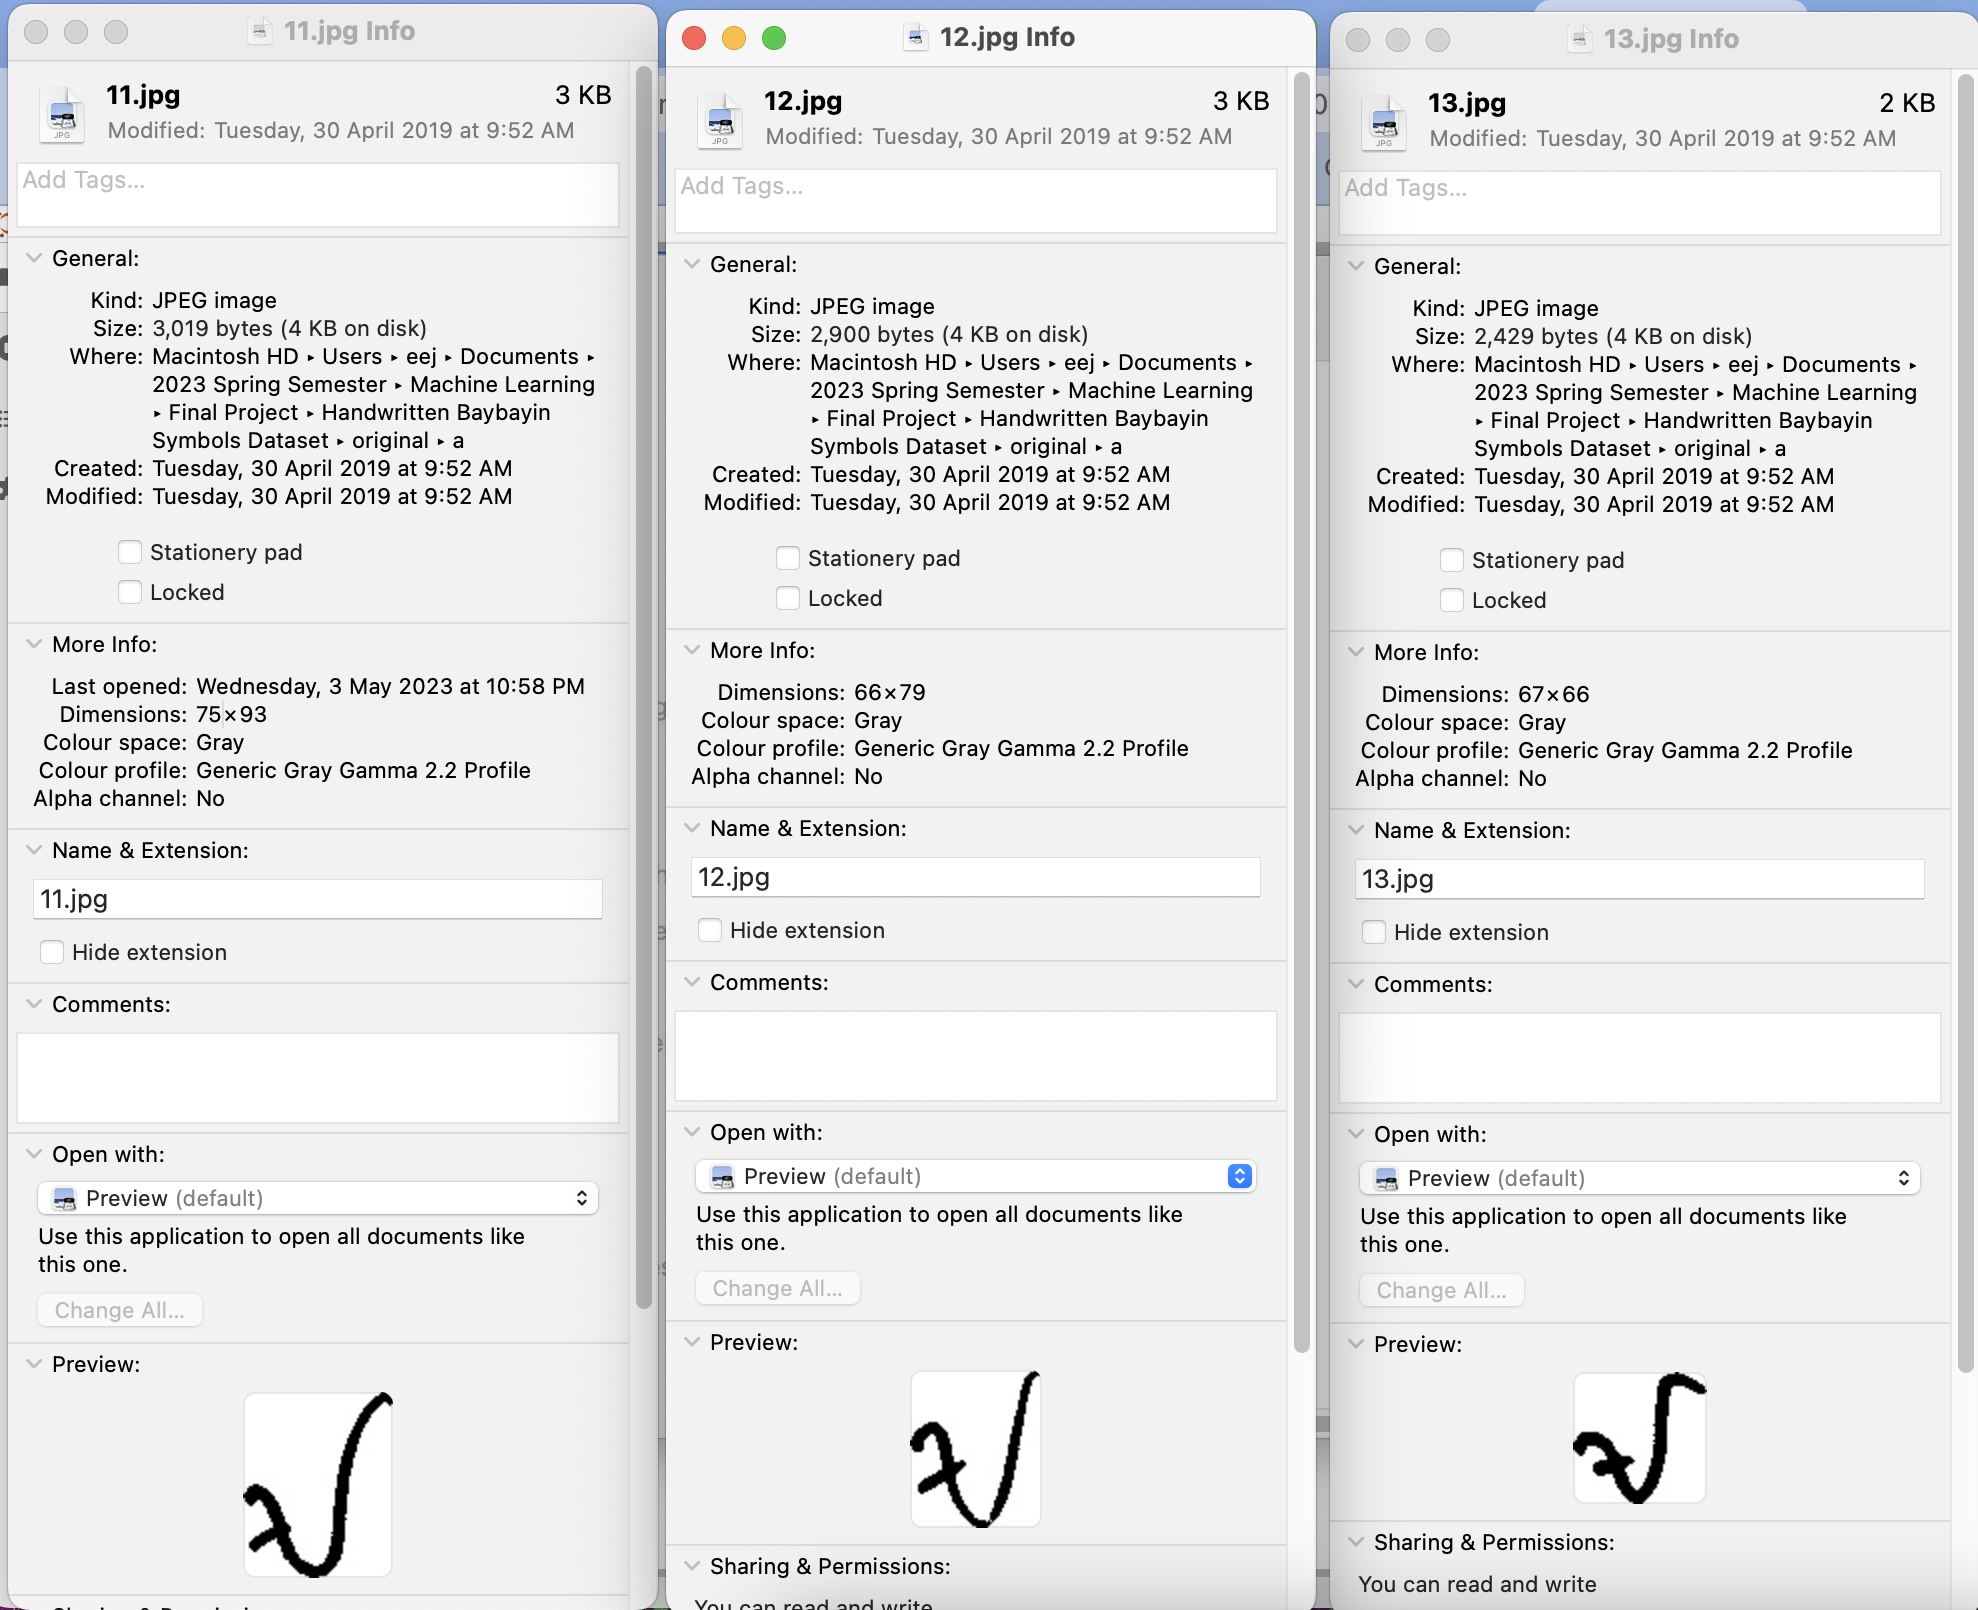 11.jpg Info
JPG
11.jpg
3 KB
Modified: Tuesday, 30 April 2019 at 9:52 AM
Add Tags...
General:
Kind: JPEG image
Size: 3,019 bytes (4 KB on disk)
Where: Macintosh HD ▸ Users ▸ eej ▸ Documents ▸
2023 Spring Semester ▸ Machine Learning
▸ Final Project ▸ Handwritten Baybayin
Symbols Dataset ▸ original ▸ a
Created: Tuesday, 30 April 2019 at 9:52 AM
Modified: Tuesday, 30 April 2019 at 9:52 AM
Stationery pad
Locked
More Info:
Last opened: Wednesday, 3 May 2023 at 10:58 PM
Dimensions: 75×93
Colour space: Gray
Colour profile: Generic Gray Gamma 2.2 Profile
Alpha channel: No
Name & Extension:
11.jpg
Hide extension
Comments:
Open with:
Preview (default)
Use this application to open all documents like
this one.
Change All...
Preview:
12.jpg Info
JPG
12.jpg
3 KB
Modified: Tuesday, 30 April 2019 at 9:52 AM
Add Tags...
General:
Kind: JPEG image
Size: 2,900 bytes (4 KB on disk)
Where: Macintosh HD ▸ Users ▸ eej ▸ Documents ▸
2023 Spring Semester ▸ Machine Learning
▸ Final Project ▸ Handwritten Baybayin
Symbols Dataset ▸ original ▸ a
Created: Tuesday, 30 April 2019 at 9:52 AM
Modified: Tuesday, 30 April 2019 at 9:52 AM
Stationery pad
Locked
More Info:
Dimensions: 66×79
Colour space: Gray
Colour profile: Generic Gray Gamma 2.2 Profile
Alpha channel: No
Name & Extension:
12.jpg
Hide extension
Comments:
Open with:
Preview (default)
Use this application to open all documents like
this one.
Change All...
Preview:
Sharing & Permissions:
You can read and write
13.jpg Info
JPG
13.jpg
2 KB
Modified: Tuesday, 30 April 2019 at 9:52 AM
Add Tags...
General:
Kind: JPEG image
Size: 2,429 bytes (4 KB on disk)
Where: Macintosh HD ▸ Users ▸ eej ▸ Documents ▸
2023 Spring Semester ▸ Machine Learning
▸ Final Project ▸ Handwritten Baybayin
Symbols Dataset ▸ original ▸ a
Created: Tuesday, 30 April 2019 at 9:52 AM
Modified: Tuesday, 30 April 2019 at 9:52 AM
Stationery pad
Locked
More Info:
Dimensions: 67×66
Colour space: Gray
Colour profile: Generic Gray Gamma 2.2 Profile
Alpha channel: No
Name & Extension:
13.jpg
Hide extension
Comments:
Open with:
Preview (default)
Use this application to open all documents like
this one.
Change All...
Preview:
Sharing & Permissions:
You can read and write